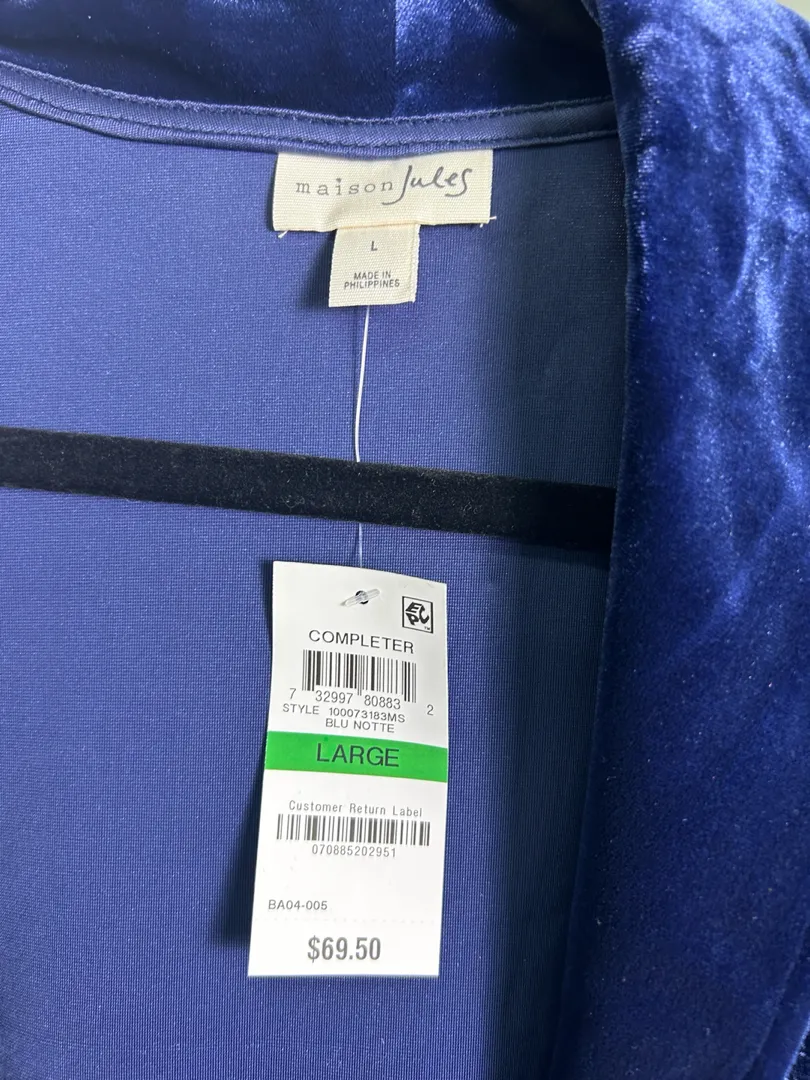 maison Jules
L
MADE IN
PHILIPPINES
EPC
COMPLETER
7 32997 80883 2
STYLE 100073183MS
BLU NOTTE
LARGE
Customer Return Label
070885202951
BA04-005
$69.50